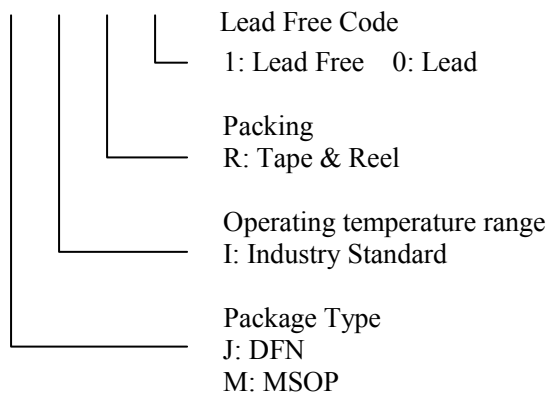 Lead Free Code
1: Lead Free 0: Lead
Packing
R: Tape & Reel
Operating temperature range
I: Industry Standard
Package Type
J: DFN
M: MSOP